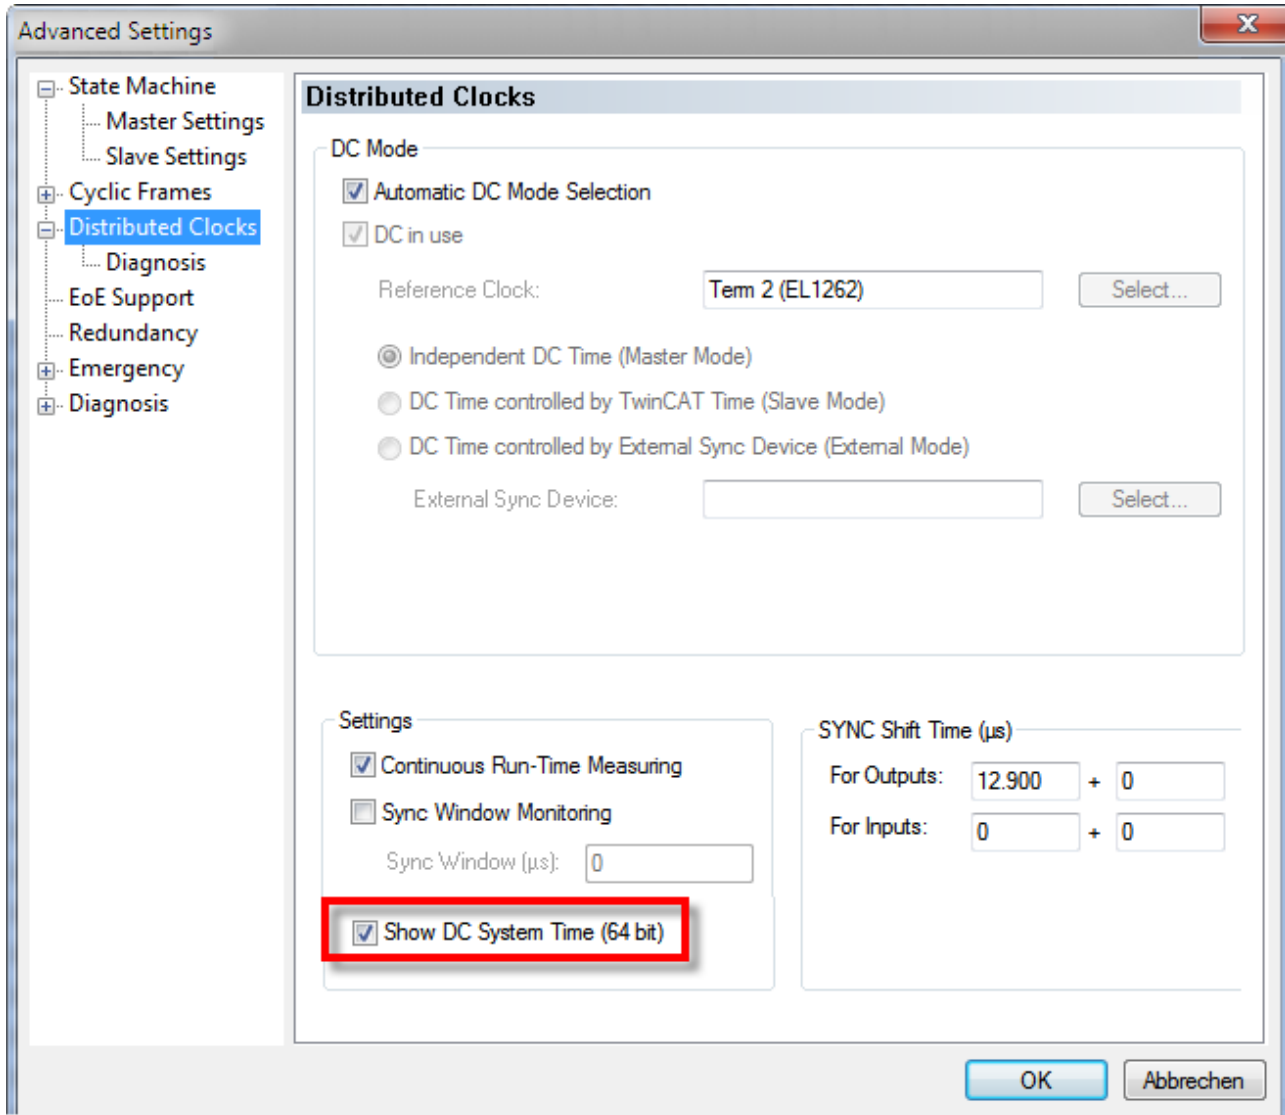 Advanced Settings
State Machine
Master Settings
Slave Settings
Cyclic Frames
Distributed Clocks
Diagnosis
EoE Support
Redundancy
Emergency
Diagnosis
Distributed Clocks
DC Mode
Automatic DC Mode Selection
DC in use
Reference Clock: Term 2 (EL1262) Select...
Independent DC Time (Master Mode)
DC Time controlled by TwinCAT Time (Slave Mode)
DC Time controlled by External Sync Device (External Mode)
External Sync Device: Select...
Settings
Continuous Run-Time Measuring
Sync Window Monitoring
Sync Window (µs): 0
Show DC System Time (64 bit)
SYNC Shift Time (µs)
For Outputs: 12.900 + 0
For Inputs: 0 + 0
OK Abbrechen